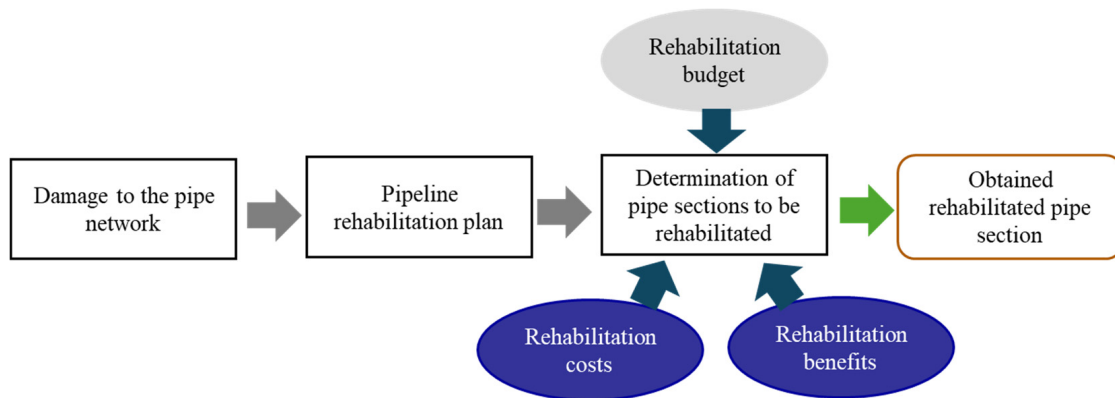 Rehabilitation
budget
Damage to the pipe
network
Pipeline
rehabilitation plan
Determination of
pipe sections to be
rehabilitated
Obtained
rehabilitated pipe
section
Rehabilitation
costs
Rehabilitation
benefits